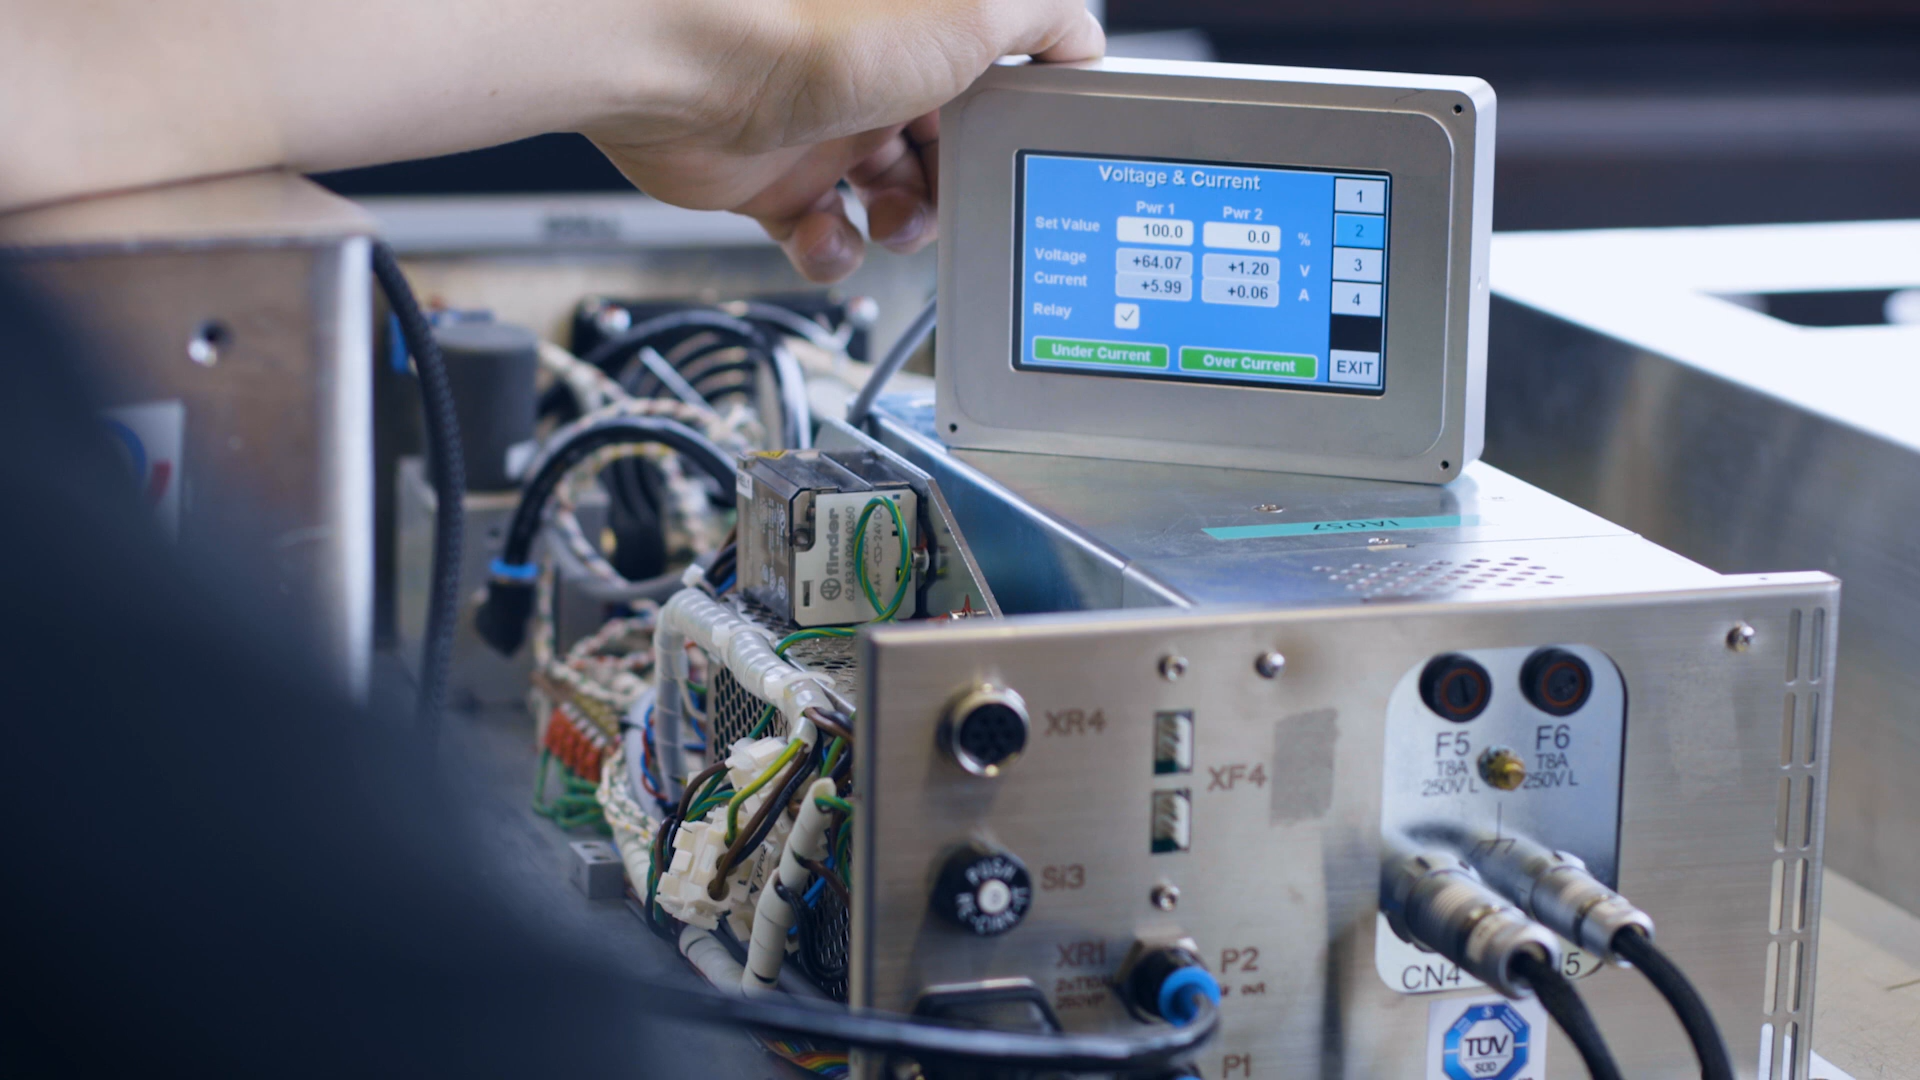 Voltage & Current
Pwr 1 Pwr 2
Set Value 100.0 0.0 %
Voltage +64.07 +1.20 V
Current +5.99 +0.06 A
Relay
Under Current Over Current
1
2
3
4
EXIT
IA057
finder
XR4
XF4
Si3
XR1
P2
P1
F5 F6
T8A T8A
250V L 250V L
CN4
TÜV
SÜD